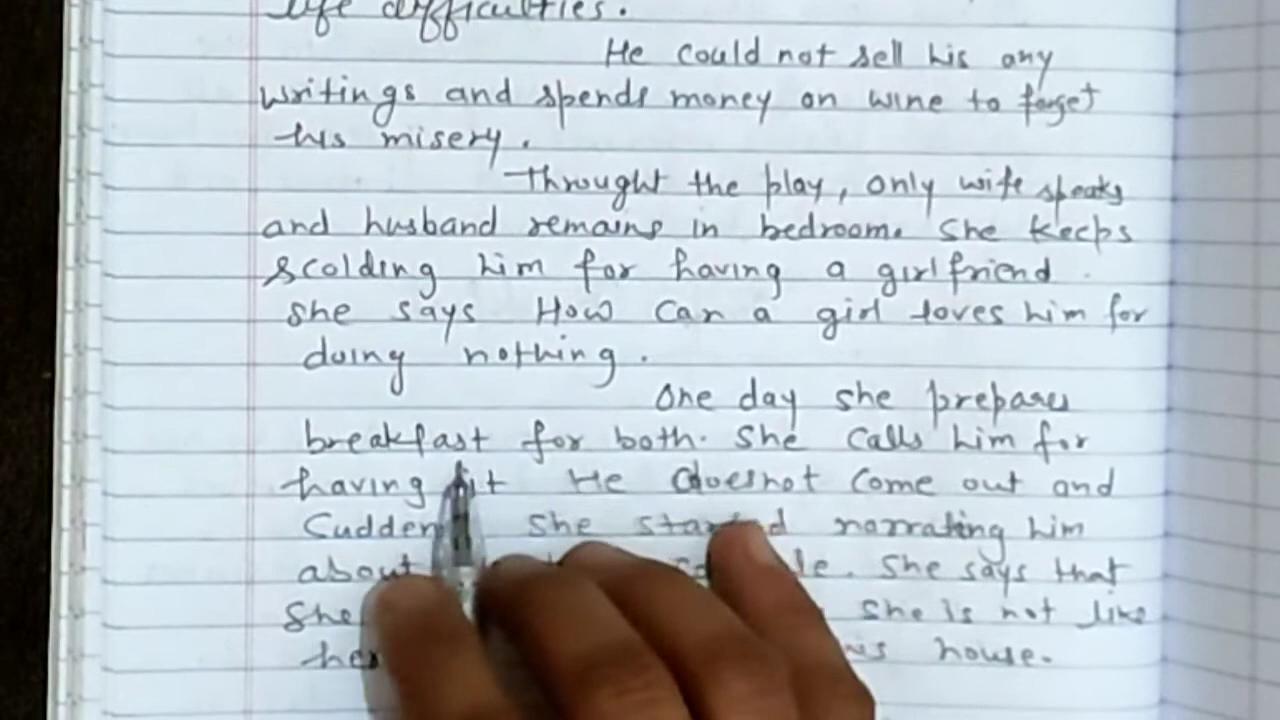 life difficulties.
He could not sell his any
writings and spends money on wine to forget
his misery.
Throught the play, only wife speaks
and husband remains in bedroom. She keeps
scolding him for having a girlfriend
she says How can a girl loves him for
doing nothing.
One day she prepares
breakfast for both. She calls him for
having it He doesnot come out and
Sudden she started narrating him
about she says that
She she is not like
her house.